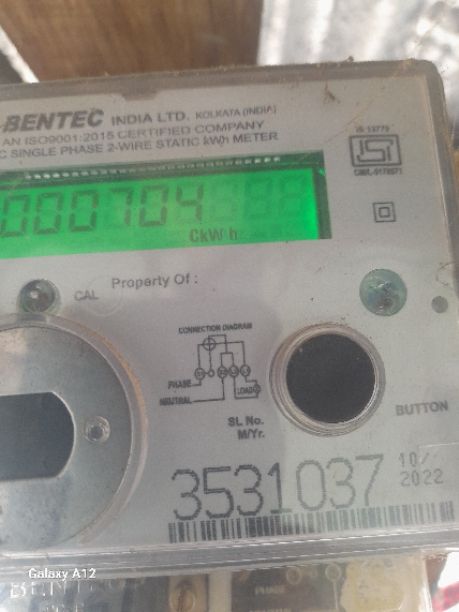 BENTEC INDIA LTD. KOLKATA (INDIA)
AN ISO9001:2015 CERTIFIED COMPANY
C SINGLE PHASE 2-WIRE STATIC kWh METER
IS 13779
ISI
000704
CkWh
CAL
Property Of :
CONNECTION DIAGRAM
PHASE
LOAD
NEUTRAL
SL No.
M/Yr.
BUTTON
3531037
10/
2022
Galaxy A12